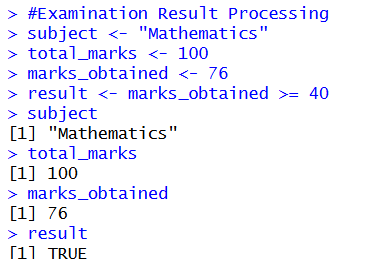 > #Examination Result Processing
> subject <- "Mathematics"
> total_marks <- 100
> marks_obtained <- 76
> result <- marks_obtained >= 40
> subject
[1] "Mathematics"
> total_marks
[1] 100
> marks_obtained
[1] 76
> result
[1] TRUE